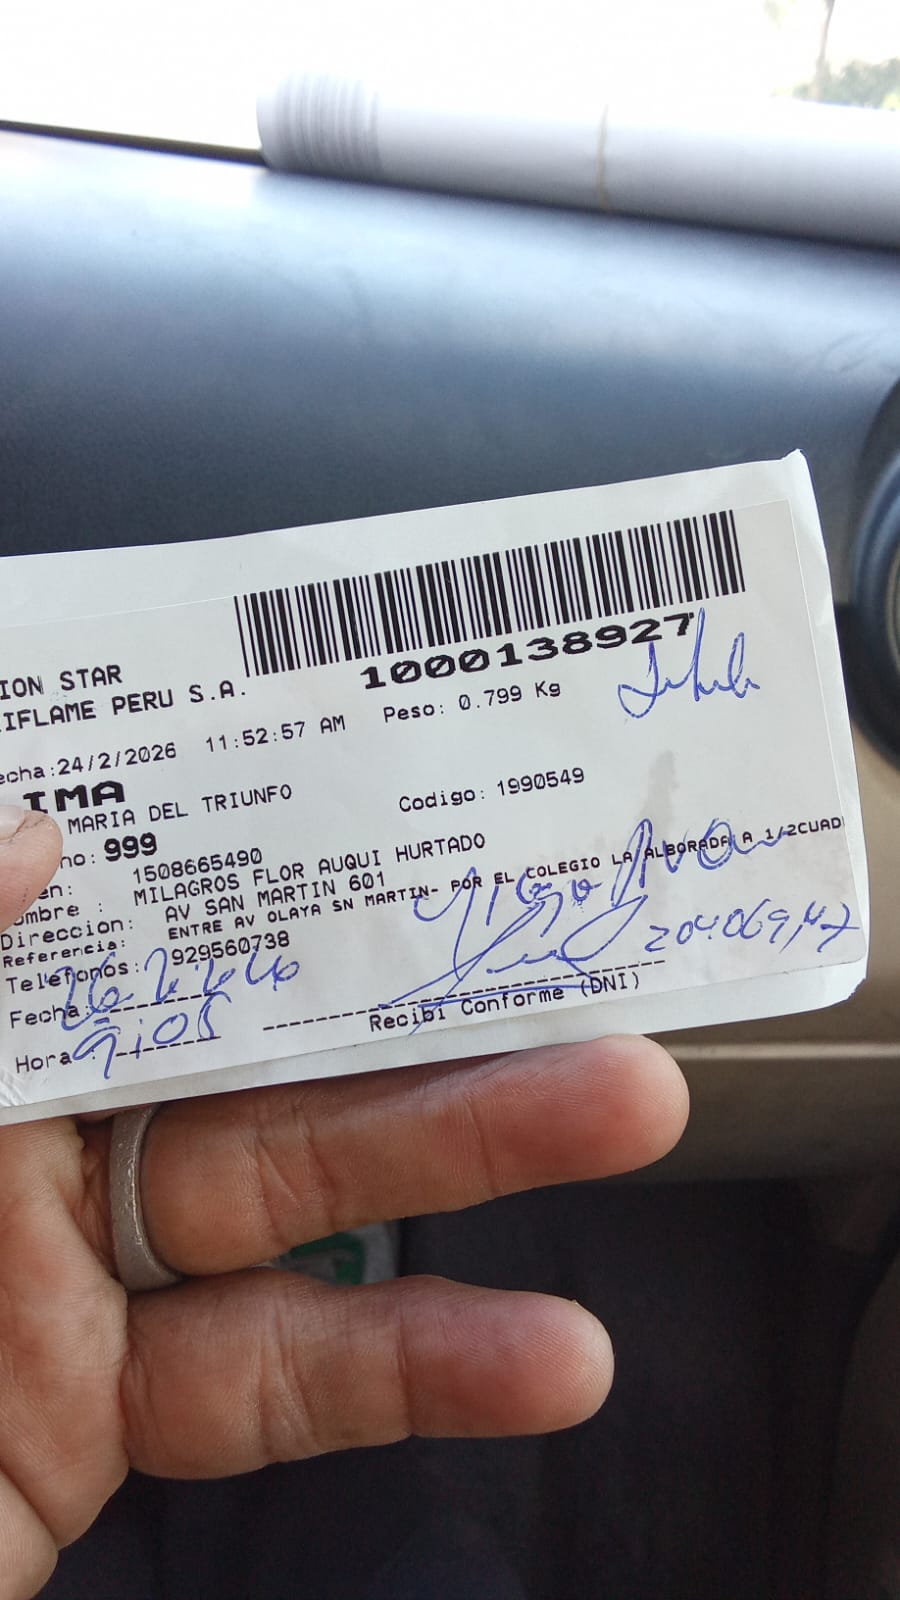 ION STAR
IFLAME PERU S.A.
1000138927
echa:24/2/2026 11:52:57 AM Peso: 0.799 Kg
IMA
MARIA DEL TRIUNFO
no: 999 Codigo: 1990549
en: 1508665490
ombre : MILAGROS FLOR AUQUI HURTADO
Direccion: AV SAN MARTIN 601
Referencia: ENTRE AV OLAYA SN MARTIN- POR EL COLEGIO LA ALBORADA A 1/2CUAD
Telefonos: 929560738
Fecha:
Hora: 9:05
Recibi Conforme (DNI)